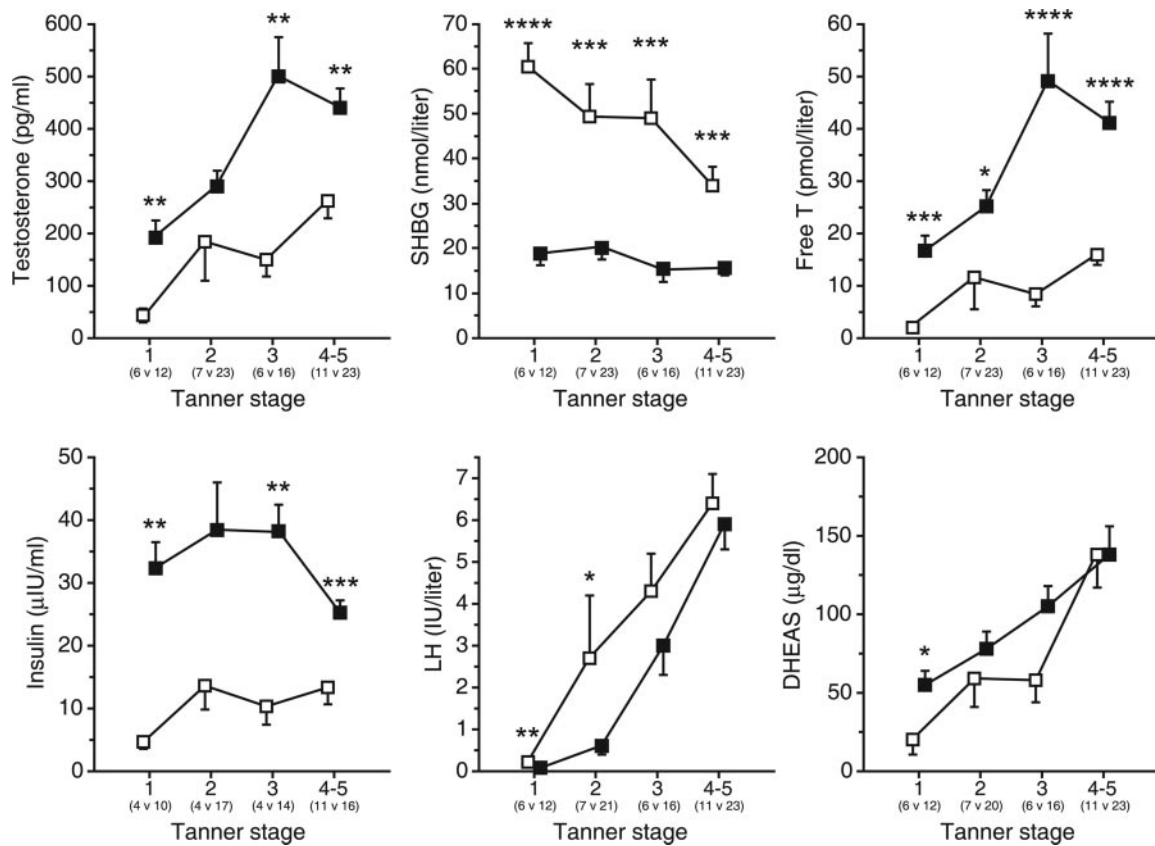 Testosterone (pg/ml)
600
500
400
300
200
100
0
**
**
**
1
2
3
4-5
(6 v 12)
(7 v 23)
(6 v 16)
(11 v 23)
Tanner stage
SHBG (nmol/liter)
70
60
50
40
30
20
10
0
****
***
***
***
1
2
3
4-5
(6 v 12)
(7 v 23)
(6 v 16)
(11 v 23)
Tanner stage
Free T (pmol/liter)
60
50
40
30
20
10
0
***
*
****
****
1
2
3
4-5
(6 v 12)
(7 v 23)
(6 v 16)
(11 v 23)
Tanner stage
Insulin (μIU/ml)
50
40
30
20
10
0
**
**
***
1
2
3
4-5
(4 v 10)
(4 v 17)
(4 v 14)
(11 v 16)
Tanner stage
LH (IU/liter)
7
6
5
4
3
2
1
0
**
*
1
2
3
4-5
(6 v 12)
(7 v 21)
(6 v 16)
(11 v 23)
Tanner stage
DHEAS (μg/dl)
200
150
100
50
0
*
1
2
3
4-5
(6 v 12)
(7 v 20)
(6 v 16)
(11 v 23)
Tanner stage